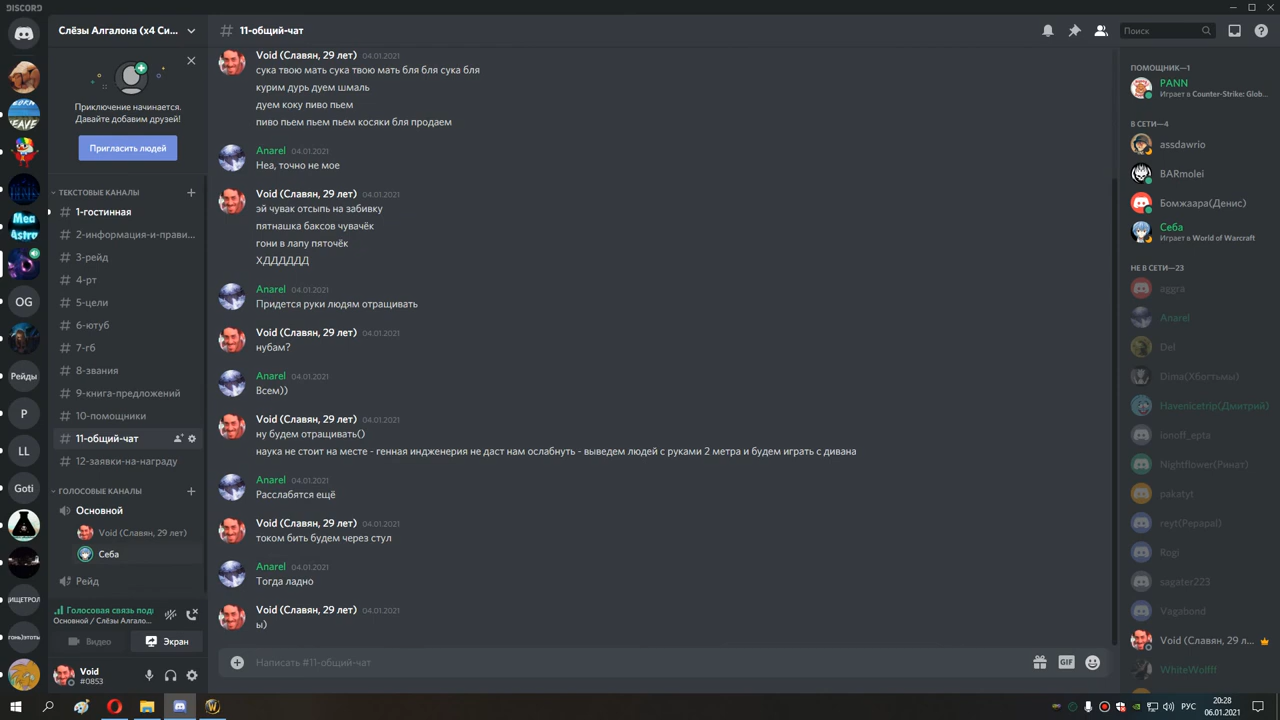 DISCORD
Слёзы Алгалона (x4 Си...
11-общий-чат
Поиск
Приключение начинается.
Давайте добавим друзей!
Пригласить людей
ТЕКСТОВЫЕ КАНАЛЫ
1-гостинная
2-информация-и-прави...
3-рейд
4-рт
5-цели
6-ютуб
7-гб
8-звания
9-книга-предложений
10-помощники
11-общий-чат
12-заявки-на-награду
ГОЛОСОВЫЕ КАНАЛЫ
Основной
Void (Славян, 29 лет)
Себа
Рейд
Голосовая связь под
Основной / Слёзы Алгало...
Видео
Экран
Void
#0853
BORN
LEAVE
Mea
Astro
OG
Рейды
P
LL
Goti
Void (Славян, 29 лет) 04.01.2021
сука твою мать сука твою мать бля бля сука бля
курим дурь дуем шмаль
дуем коку пиво пьем
пиво пьем пьем пьем косяки бля продаем
Anarel 04.01.2021
Неа, точно не мое
Void (Славян, 29 лет) 04.01.2021
эй чувак отсыпь на забивку
пятнашка баксов чувачёк
гони в лапу пяточёк
ХДДДДДД
Anarel 04.01.2021
Придется руки людям отращивать
Void (Славян, 29 лет) 04.01.2021
нубам?
Anarel 04.01.2021
Всем))
Void (Славян, 29 лет) 04.01.2021
ну будем отращивать()
наука не стоит на месте - генная инджненерия не даст нам ослабнуть - выведем людей с руками 2 метра и будем играть с дивана
Anarel 04.01.2021
Расслабятся ещё
Void (Славян, 29 лет) 04.01.2021
током бить будем через стул
Anarel 04.01.2021
Тогда ладно
Void (Славян, 29 лет) 04.01.2021
ы)
Написать #11-общий-чат
GIF
ПОМОЩНИК—1
PANN
Играет в Counter-Strike: Glob...
В СЕТИ—4
assdawrio
BARmolei
Бомжаара(Денис)
Себа
Играет в World of Warcraft
НЕ В СЕТИ—23
aggra
Anarel
Del
Dima(Хбогтымы)
Havenicetrip(Дмитрий)
ionoff_epta
Nightflower(Ринат)
pakatyt
reyt(Pepapal)
Rogi
sagater223
Vagabond
Void (Славян, 29 л...
WhiteWolf!!
РУС
20:28
06.01.2021